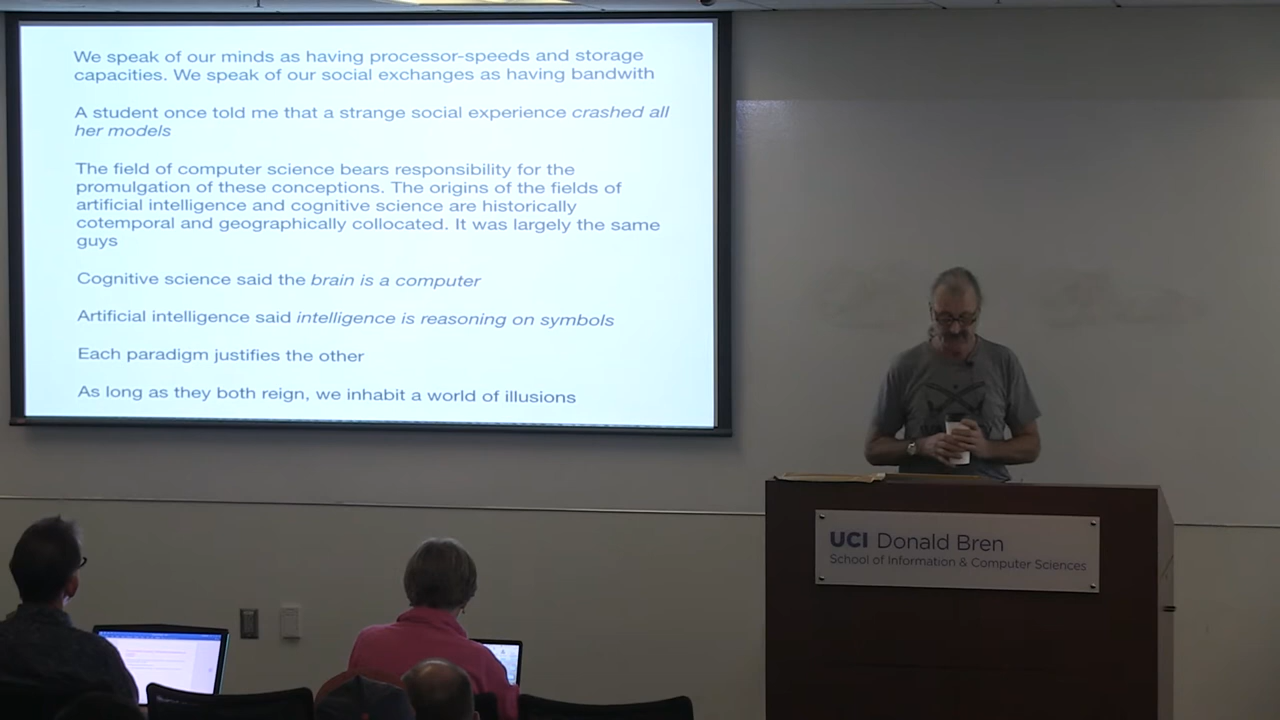 We speak of our minds as having processor-speeds and storage
capacities. We speak of our social exchanges as having bandwith
A student once told me that a strange social experience crashed all
her models
The field of computer science bears responsibility for the
promulgation of these conceptions. The origins of the fields of
artificial intelligence and cognitive science are historically
cotemporal and geographically collocated. It was largely the same
guys
Cognitive science said the brain is a computer
Artificial intelligence said intelligence is reasoning on symbols
Each paradigm justifies the other
As long as they both reign, we inhabit a world of illusions
UCI Donald Bren
School of Information & Computer Sciences